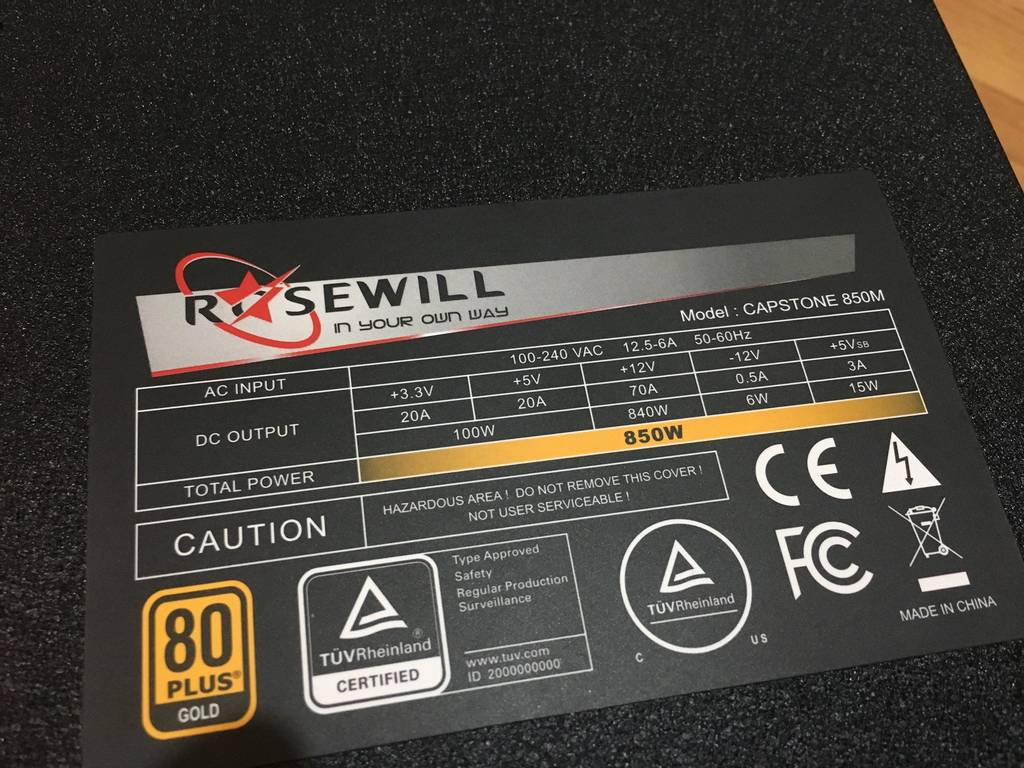 ROSEWILL
IN YOUR OWN WAY
Model : CAPSTONE 850M
AC INPUT 100-240 VAC 12.5-6A 50-60Hz
DC OUTPUT +3.3V +5V +12V -12V +5VSB
20A 20A 70A 0.5A 3A
100W 840W 6W 15W
TOTAL POWER 850W
CAUTION
HAZARDOUS AREA ! DO NOT REMOVE THIS COVER !
NOT USER SERVICEABLE !
CE
FC
80
PLUS®
GOLD
TÜVRheinland®
CERTIFIED
Type Approved
Safety
Regular Production
Surveillance
www.tuv.com
ID 2000000000
TÜVRheinland
C US
MADE IN CHINA